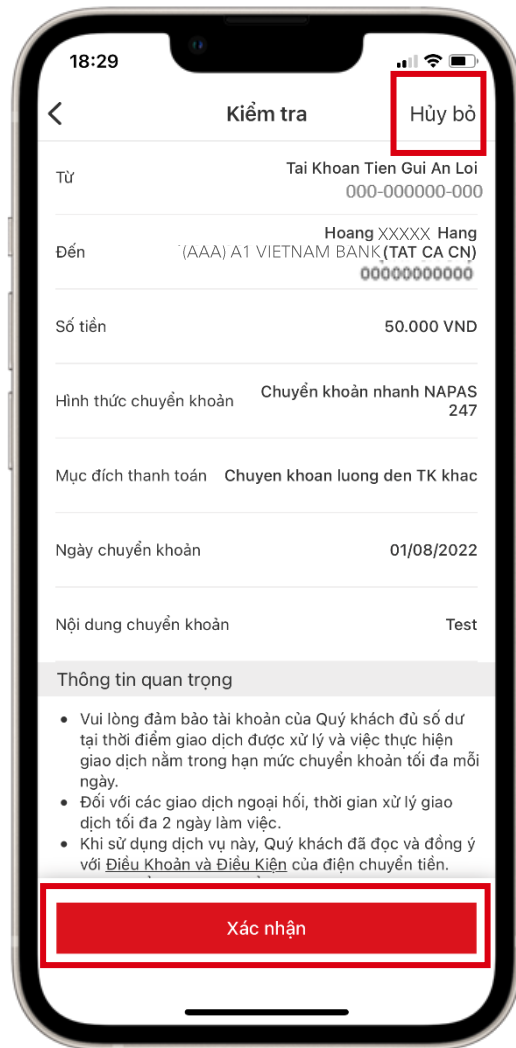 18:29
Kiểm tra
Hủy bỏ
Từ
Tai Khoan Tien Gui An Loi
000-000000-000
Đến
Hoang XXXXX Hang
(AAA) A1 VIETNAM BANK (TAT CA CN)
00000000000
Số tiền
50.000 VND
Hình thức chuyển khoản
Chuyển khoản nhanh NAPAS
247
Mục đích thanh toán
Chuyen khoan luong den TK khac
Ngày chuyển khoản
01/08/2022
Nội dung chuyển khoản
Test
Thông tin quan trọng
• Vui lòng đảm bảo tài khoản của Quý khách đủ số dư
tại thời điểm giao dịch được xử lý và việc thực hiện
giao dịch nằm trong hạn mức chuyển khoản tối đa mỗi
ngày.
• Đối với các giao dịch ngoại hối, thời gian xử lý giao
dịch tối đa 2 ngày làm việc.
• Khi sử dụng dịch vụ này, Quý khách đã đọc và đồng ý
với Điều Khoản và Điều Kiện của điện chuyển tiền.
Xác nhận